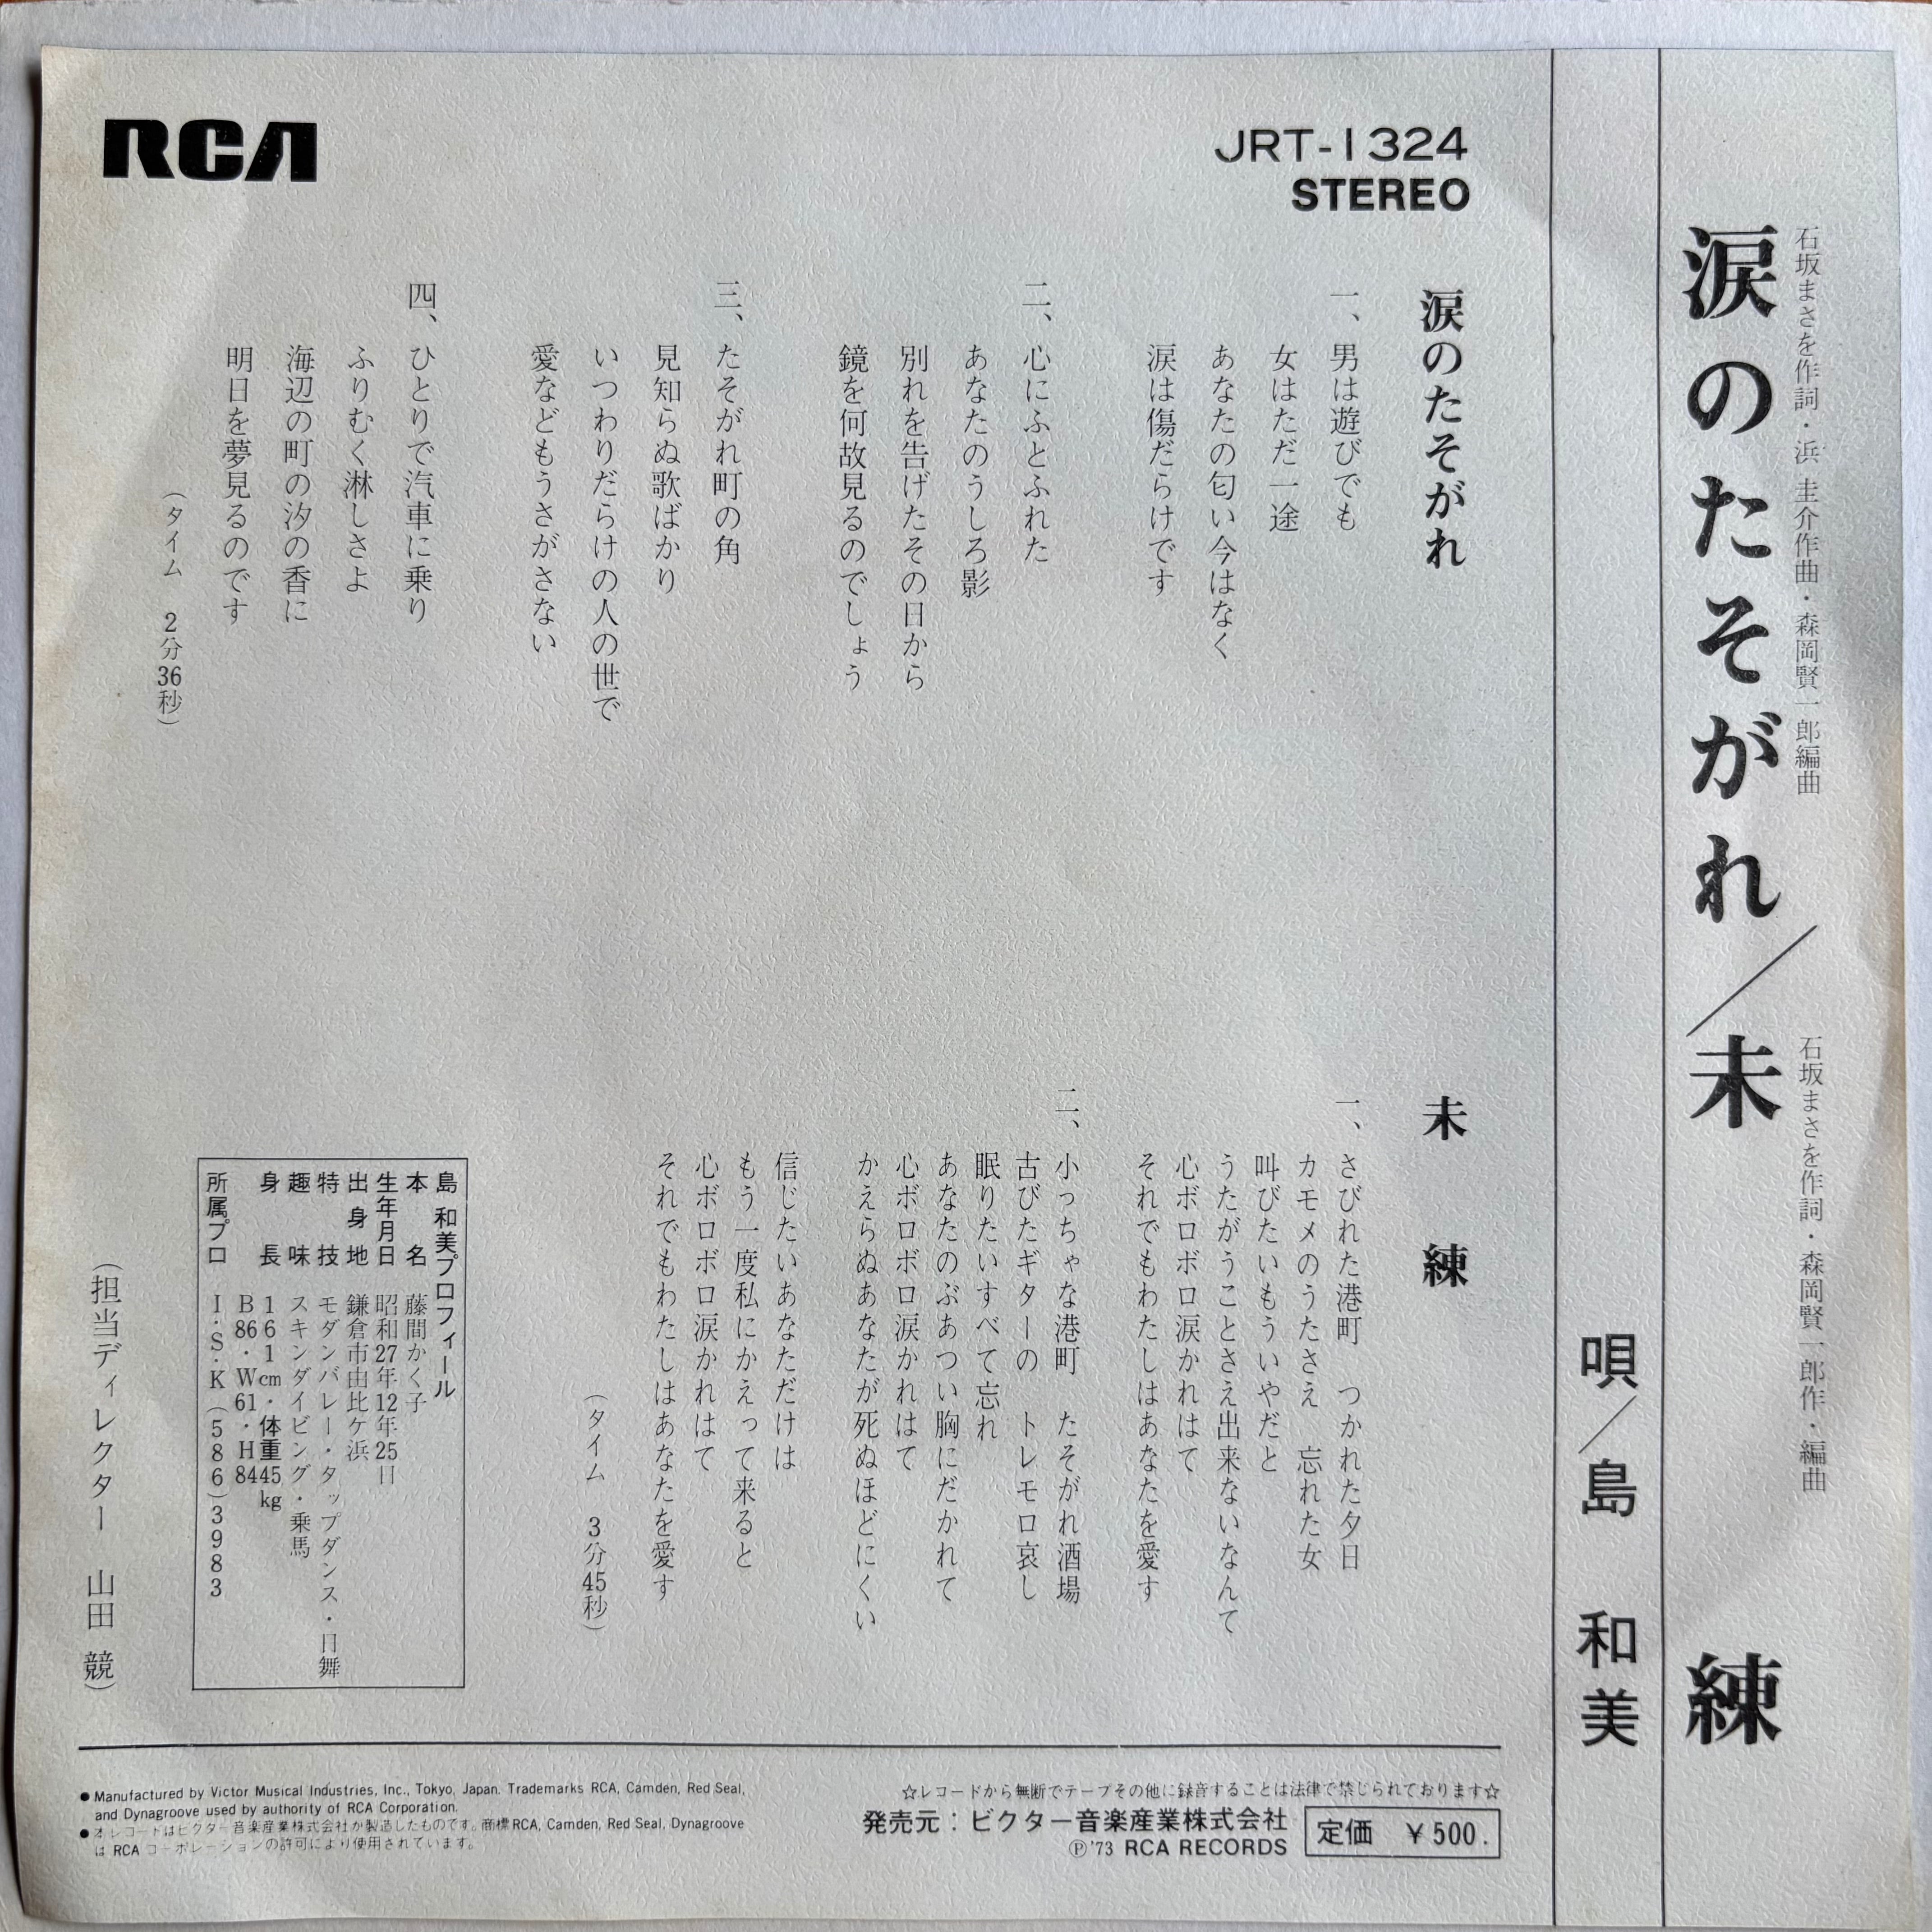 石坂まさを作詞・浜 圭介作曲・森岡賢一郎編曲
石坂まさを作詞・森岡賢一郎作・編曲
涙のたそがれ／未 練
唄／島 和美
JRT-1324
STEREO
RCA
涙のたそがれ
一、男は遊びでも
女はただ一途
あなたの匂い今はなく
涙は傷だらけです
二、心にふとふれた
あなたのうしろ影
別れを告げたその日から
鏡を何故見るのでしょう
三、たそがれ町の角
見知らぬ歌ばかり
いつわりだらけの人の世で
愛などもうさがさない
四、ひとりで汽車に乗り
ふりむく淋しさよ
海辺の町の汐の香に
明日を夢見るのです
（タイム 2分36秒）
未 練
一、さびれた港町 つかれた夕日
カモメのうたさえ 忘れた女
叫びたいもういやだと
うたがうことさえ出来ないなんて
心ボロボロ涙かれはて
それでもわたしはあなたを愛す
二、小っちゃな港町 たそがれ酒場
古びたギターの トレモロ哀し
眠りたいすべて忘れ
あなたのぶあつい胸にだかれて
心ボロボロ涙かれはて
かえらぬあなたが死ぬほどにくい
信じたいあなただけは
もう一度私にかえって来ると
心ボロボロ涙かれはて
それでもわたしはあなたを愛す
（タイム 3分45秒）
島 和美プロフィール
本名 藤間かく子
生年月日 昭和27年12年25日
出身地 鎌倉市由比ケ浜
特技 モダンバレー・タップダンス・日舞
趣味 スキンダイビング・乗馬
身長 161cm・体重45kg
B86・W61・H84
所属プロ I・S・K（586）3983
（担当ディレクター 山田 競）
●Manufactured by Victor Musical Industries, Inc., Tokyo, Japan. Trademarks RCA, Camden, Red Seal,
and Dynagroove used by authority of RCA Corporation.
●本レコードはビクター音楽産業株式会社が製造したものです。商標RCA, Camden, Red Seal, Dynagroove
は RCA コーポレーションの許可により使用されています。
☆レコードから無断でテープその他に録音することは法律で禁じられております☆
発売元：ビクター音楽産業株式会社
Ⓟ'73 RCA RECORDS
定価 ￥500.